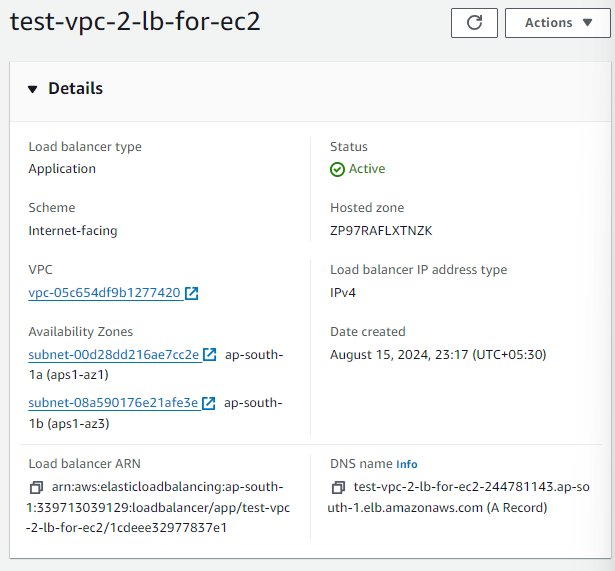 test-vpc-2-lb-for-ec2
Actions
Details
Load balancer type
Application
Status
Active
Scheme
Internet-facing
Hosted zone
ZP97RAFLXTNZK
VPC
vpc-05c654df9b1277420
Load balancer IP address type
IPv4
Availability Zones
subnet-00d28dd216ae7cc2e ap-south-
1a (aps1-az1)
subnet-08a590176e21afe3e ap-south-
1b (aps1-az3)
Date created
August 15, 2024, 23:17 (UTC+05:30)
Load balancer ARN
arn:aws:elasticloadbalancing:ap-south-
1:339713039129:loadbalancer/app/test-vpc
-2-lb-for-ec2/1cdeee32977837e1
DNS name Info
test-vpc-2-lb-for-ec2-244781143.ap-so
uth-1.elb.amazonaws.com (A Record)